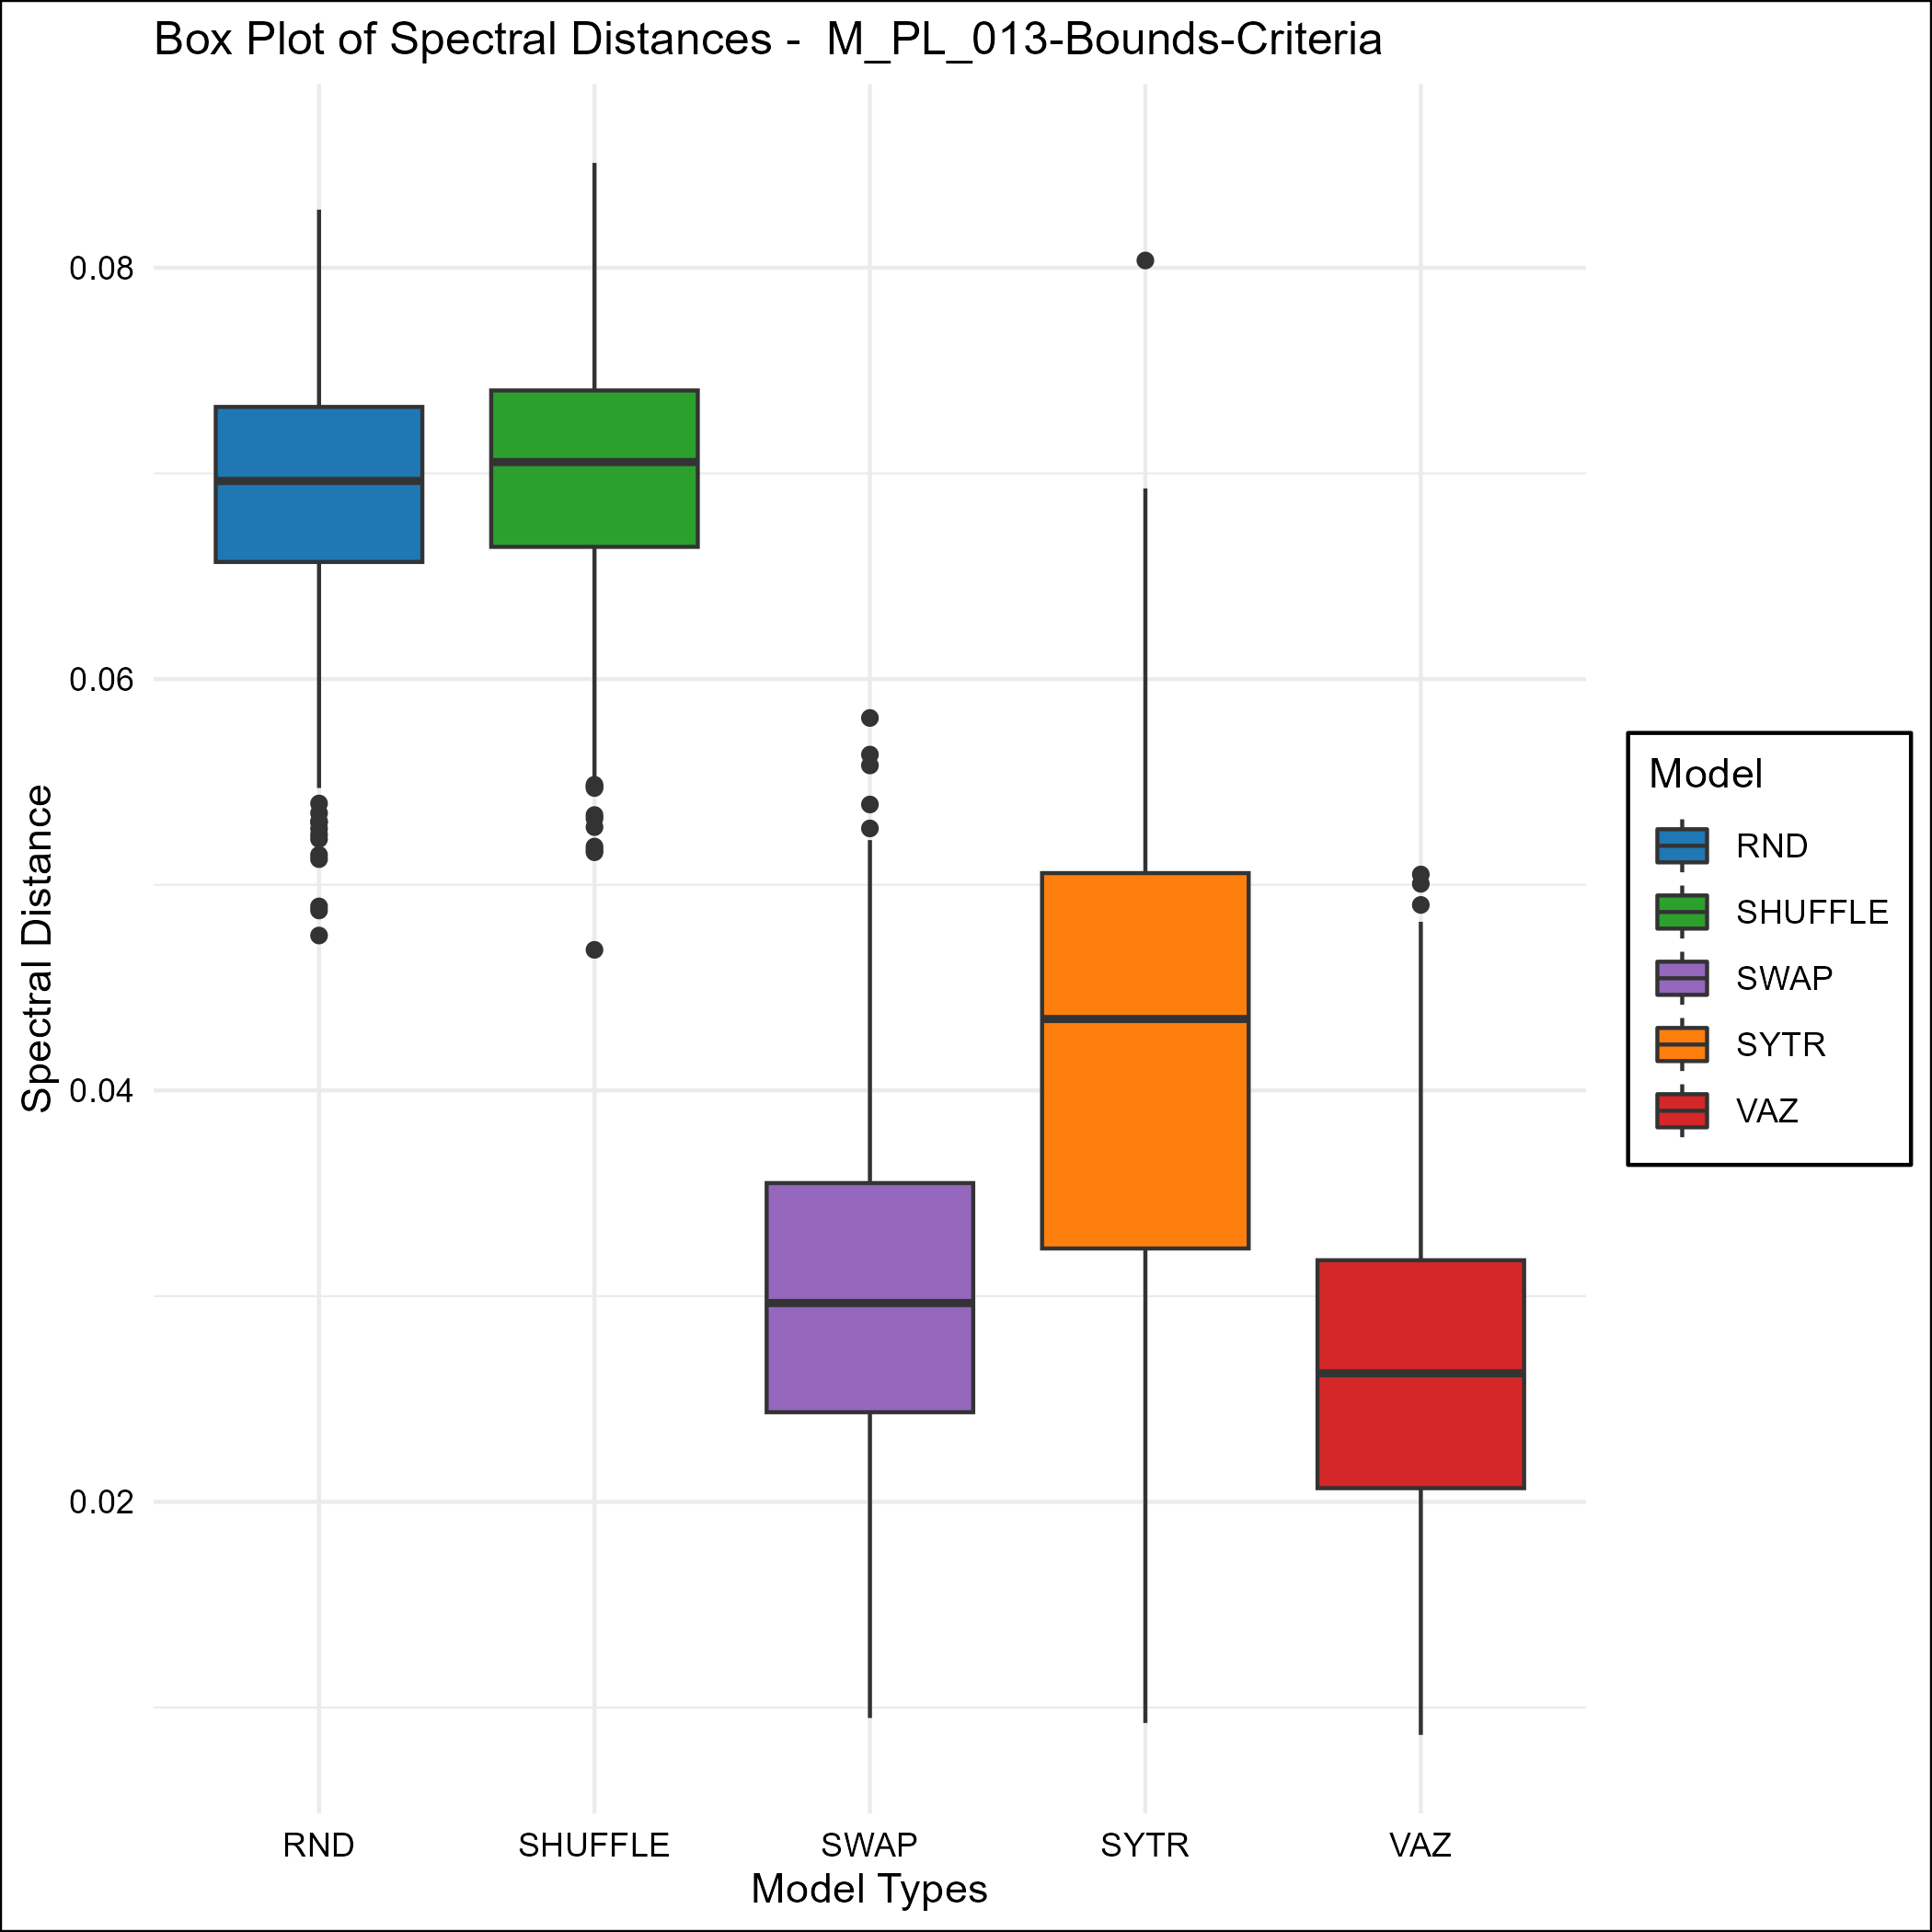 Box Plot of Spectral Distances -  M_PL_013-Bounds-Criteria
0.08
0.06
0.04
0.02
Spectral Distance
RND
SHUFFLE
SWAP
SYTR
VAZ
Model Types
Model
RND
SHUFFLE
SWAP
SYTR
VAZ